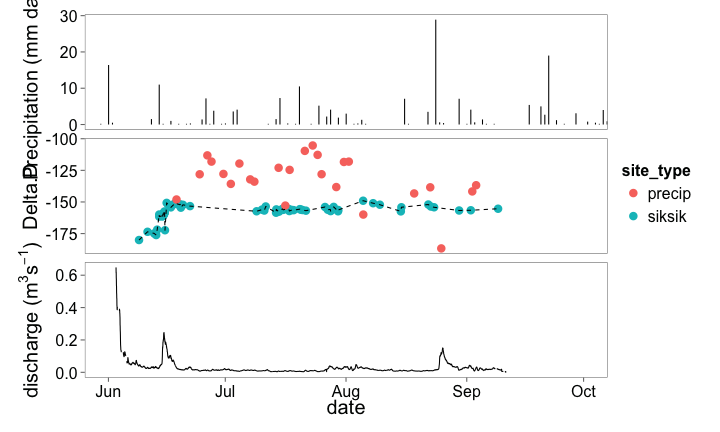 Precipitation (mm da
30
20
10
0
Delta.D
-100
-125
-150
-175
discharge (m³s⁻¹)
0.6
0.4
0.2
0.0
Jun Jul Aug Sep Oct
date
site_type
precip
siksik